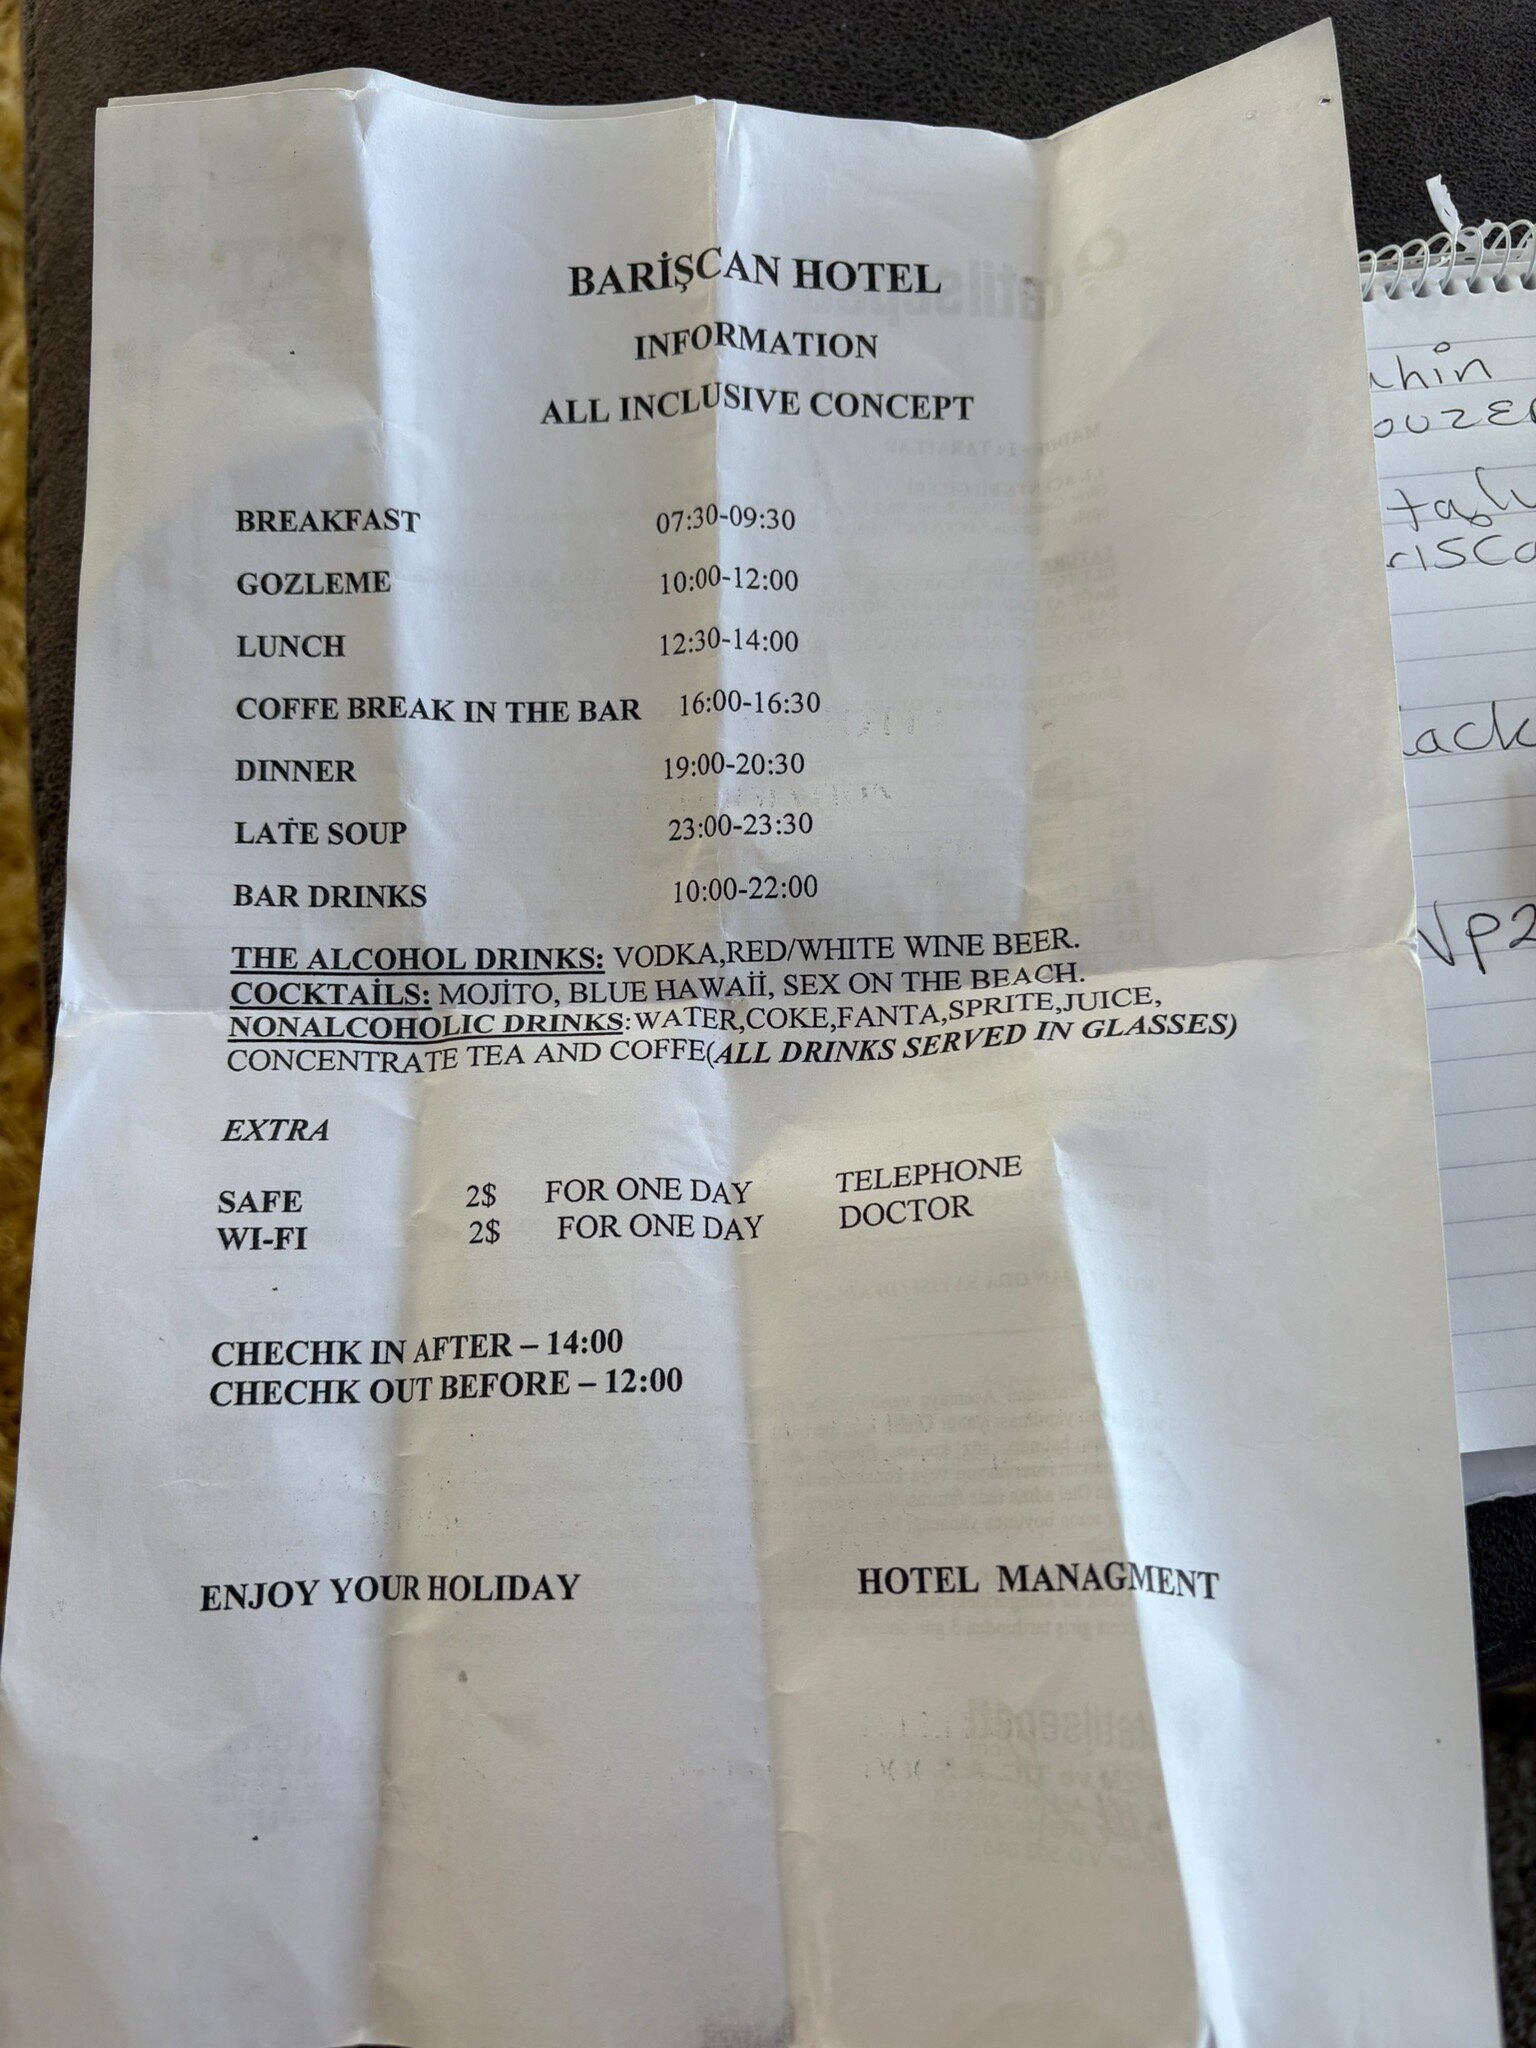 BARİŞCAN HOTEL
INFORMATION
ALL INCLUSIVE CONCEPT
BREAKFAST 07:30-09:30
GOZLEME 10:00-12:00
LUNCH 12:30-14:00
COFFE BREAK IN THE BAR 16:00-16:30
DINNER 19:00-20:30
LATE SOUP 23:00-23:30
BAR DRINKS 10:00-22:00
THE ALCOHOL DRINKS: VODKA,RED/WHITE WINE BEER.
COCKTAİLS: MOJİTO, BLUE HAWAİİ, SEX ON THE BEACH.
NONALCOHOLIC DRINKS:WATER,COKE,FANTA,SPRITE,JUICE,
CONCENTRATE TEA AND COFFE(ALL DRINKS SERVED IN GLASSES)
EXTRA
SAFE 2$ FOR ONE DAY TELEPHONE
WI-FI 2$ FOR ONE DAY DOCTOR
CHECHK IN AFTER – 14:00
CHECHK OUT BEFORE – 12:00
ENJOY YOUR HOLIDAY HOTEL MANAGMENT